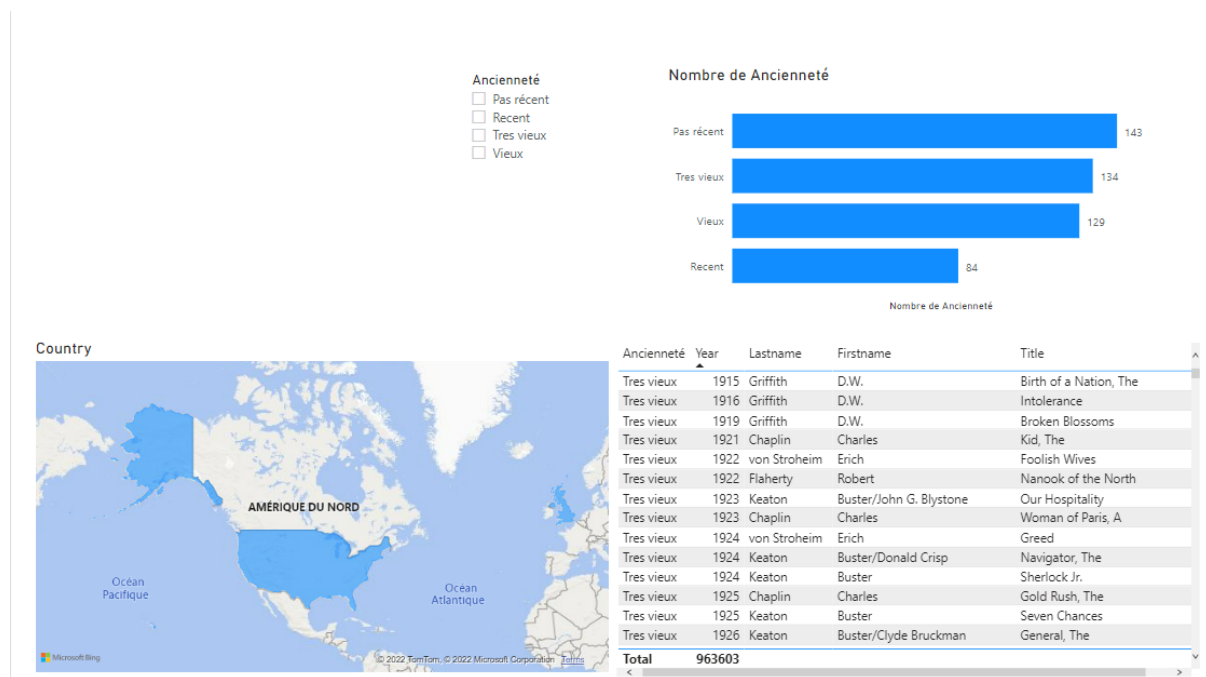 Ancienneté
Pas récent
Recent
Tres vieux
Vieux
Nombre de Ancienneté
Pas récent 143
Tres vieux 134
Vieux 129
Recent 84
Nombre de Ancienneté
Country
AMÉRIQUE DU NORD
Océan
Pacifique
Océan
Atlantique
Microsoft Bing
© 2022 TomTom, © 2022 Microsoft Corporation Terms
Ancienneté Year Lastname Firstname Title
Tres vieux 1915 Griffith D.W. Birth of a Nation, The
Tres vieux 1916 Griffith D.W. Intolerance
Tres vieux 1919 Griffith D.W. Broken Blossoms
Tres vieux 1921 Chaplin Charles Kid, The
Tres vieux 1922 von Stroheim Erich Foolish Wives
Tres vieux 1922 Flaherty Robert Nanook of the North
Tres vieux 1923 Keaton Buster/John G. Blystone Our Hospitality
Tres vieux 1923 Chaplin Charles Woman of Paris, A
Tres vieux 1924 von Stroheim Erich Greed
Tres vieux 1924 Keaton Buster/Donald Crisp Navigator, The
Tres vieux 1924 Keaton Buster Sherlock Jr.
Tres vieux 1925 Chaplin Charles Gold Rush, The
Tres vieux 1925 Keaton Buster Seven Chances
Tres vieux 1926 Keaton Buster/Clyde Bruckman General, The
Total 963603